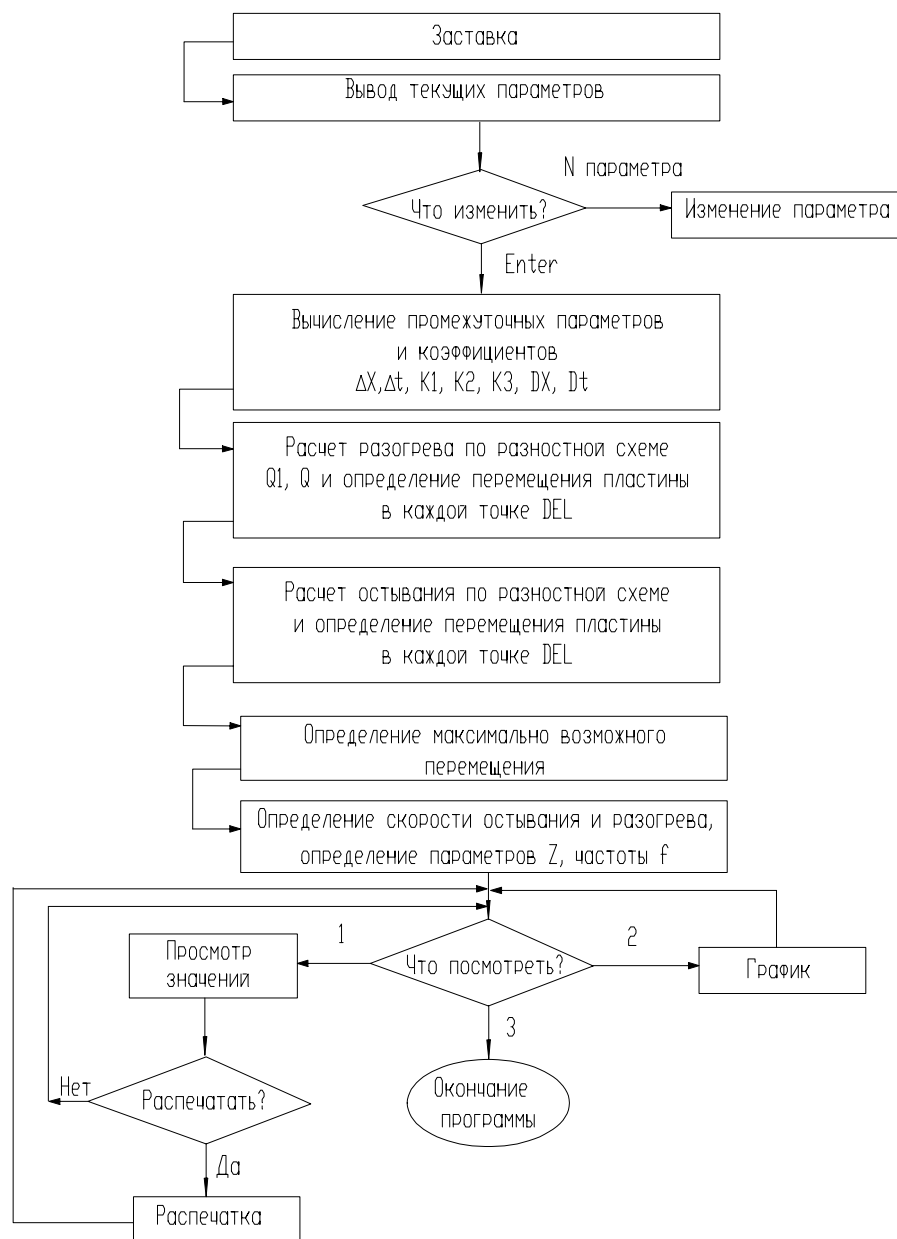 Заставка
Вывод текущих параметров
N параметра
Что изменить?
Изменение параметра
Enter
Вычисление промежуточных параметров
и коэффициентов
ΔX,Δt, K1, K2, K3, DX, Dt
Расчет разогрева по разностной схеме
Q1, Q и определение перемещения пластины
в каждой точке DEL
Расчет остывания по разностной схеме
и определение перемещения пластины
в каждой точке DEL
Определение максимально возможного
перемещения
Определение скорости остывания и разогрева,
определение параметров Z, частоты f
1
2
Просмотр
значений
Что посмотреть?
График
3
Нет
Распечатать?
Окончание
программы
Да
Распечатка